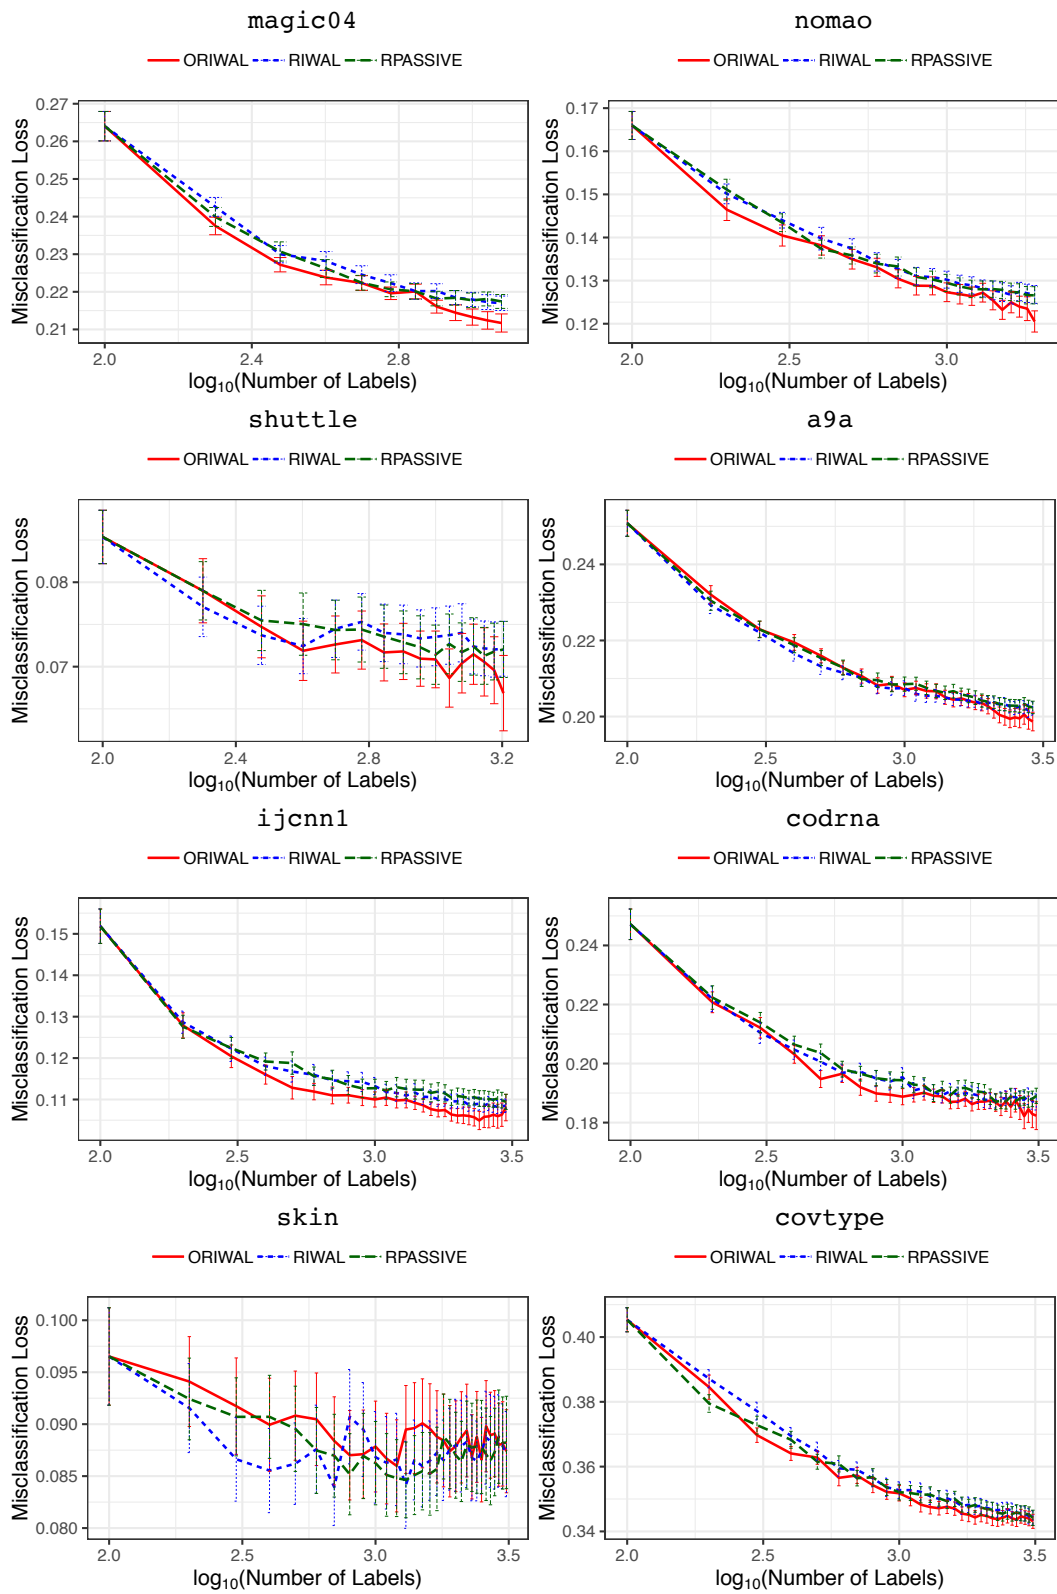 magic04
ORIWAL RIWAL RPASSIVE
Misclassification Loss
0.27
0.26
0.25
0.24
0.23
0.22
0.21
2.0 2.4 2.8
log10(Number of Labels)
nomao
ORIWAL RIWAL RPASSIVE
Misclassification Loss
0.17
0.16
0.15
0.14
0.13
0.12
2.0 2.5 3.0
log10(Number of Labels)
shuttle
ORIWAL RIWAL RPASSIVE
Misclassification Loss
0.08
0.07
2.0 2.4 2.8 3.2
log10(Number of Labels)
a9a
ORIWAL RIWAL RPASSIVE
Misclassification Loss
0.24
0.22
0.20
2.0 2.5 3.0 3.5
log10(Number of Labels)
ijcnn1
ORIWAL RIWAL RPASSIVE
Misclassification Loss
0.15
0.14
0.13
0.12
0.11
2.0 2.5 3.0 3.5
log10(Number of Labels)
codrna
ORIWAL RIWAL RPASSIVE
Misclassification Loss
0.24
0.22
0.20
0.18
2.0 2.5 3.0 3.5
log10(Number of Labels)
skin
ORIWAL RIWAL RPASSIVE
Misclassification Loss
0.100
0.095
0.090
0.085
0.080
2.0 2.5 3.0 3.5
log10(Number of Labels)
covtype
ORIWAL RIWAL RPASSIVE
Misclassification Loss
0.40
0.38
0.36
0.34
2.0 2.5 3.0 3.5
log10(Number of Labels)